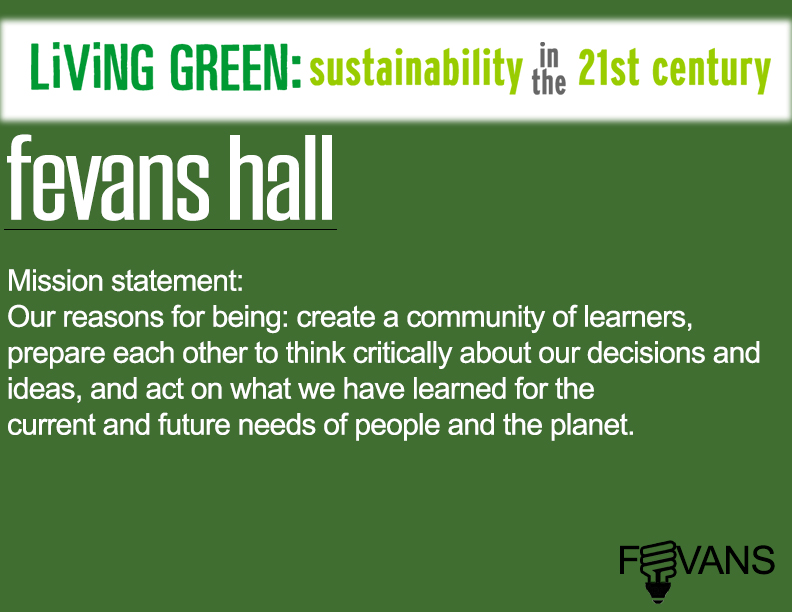 LiViNG GREEN: sustainability in the 21st century
fevans hall
Mission statement:
Our reasons for being: create a community of learners,
prepare each other to think critically about our decisions and
ideas, and act on what we have learned for the
current and future needs of people and the planet.
FEVANS